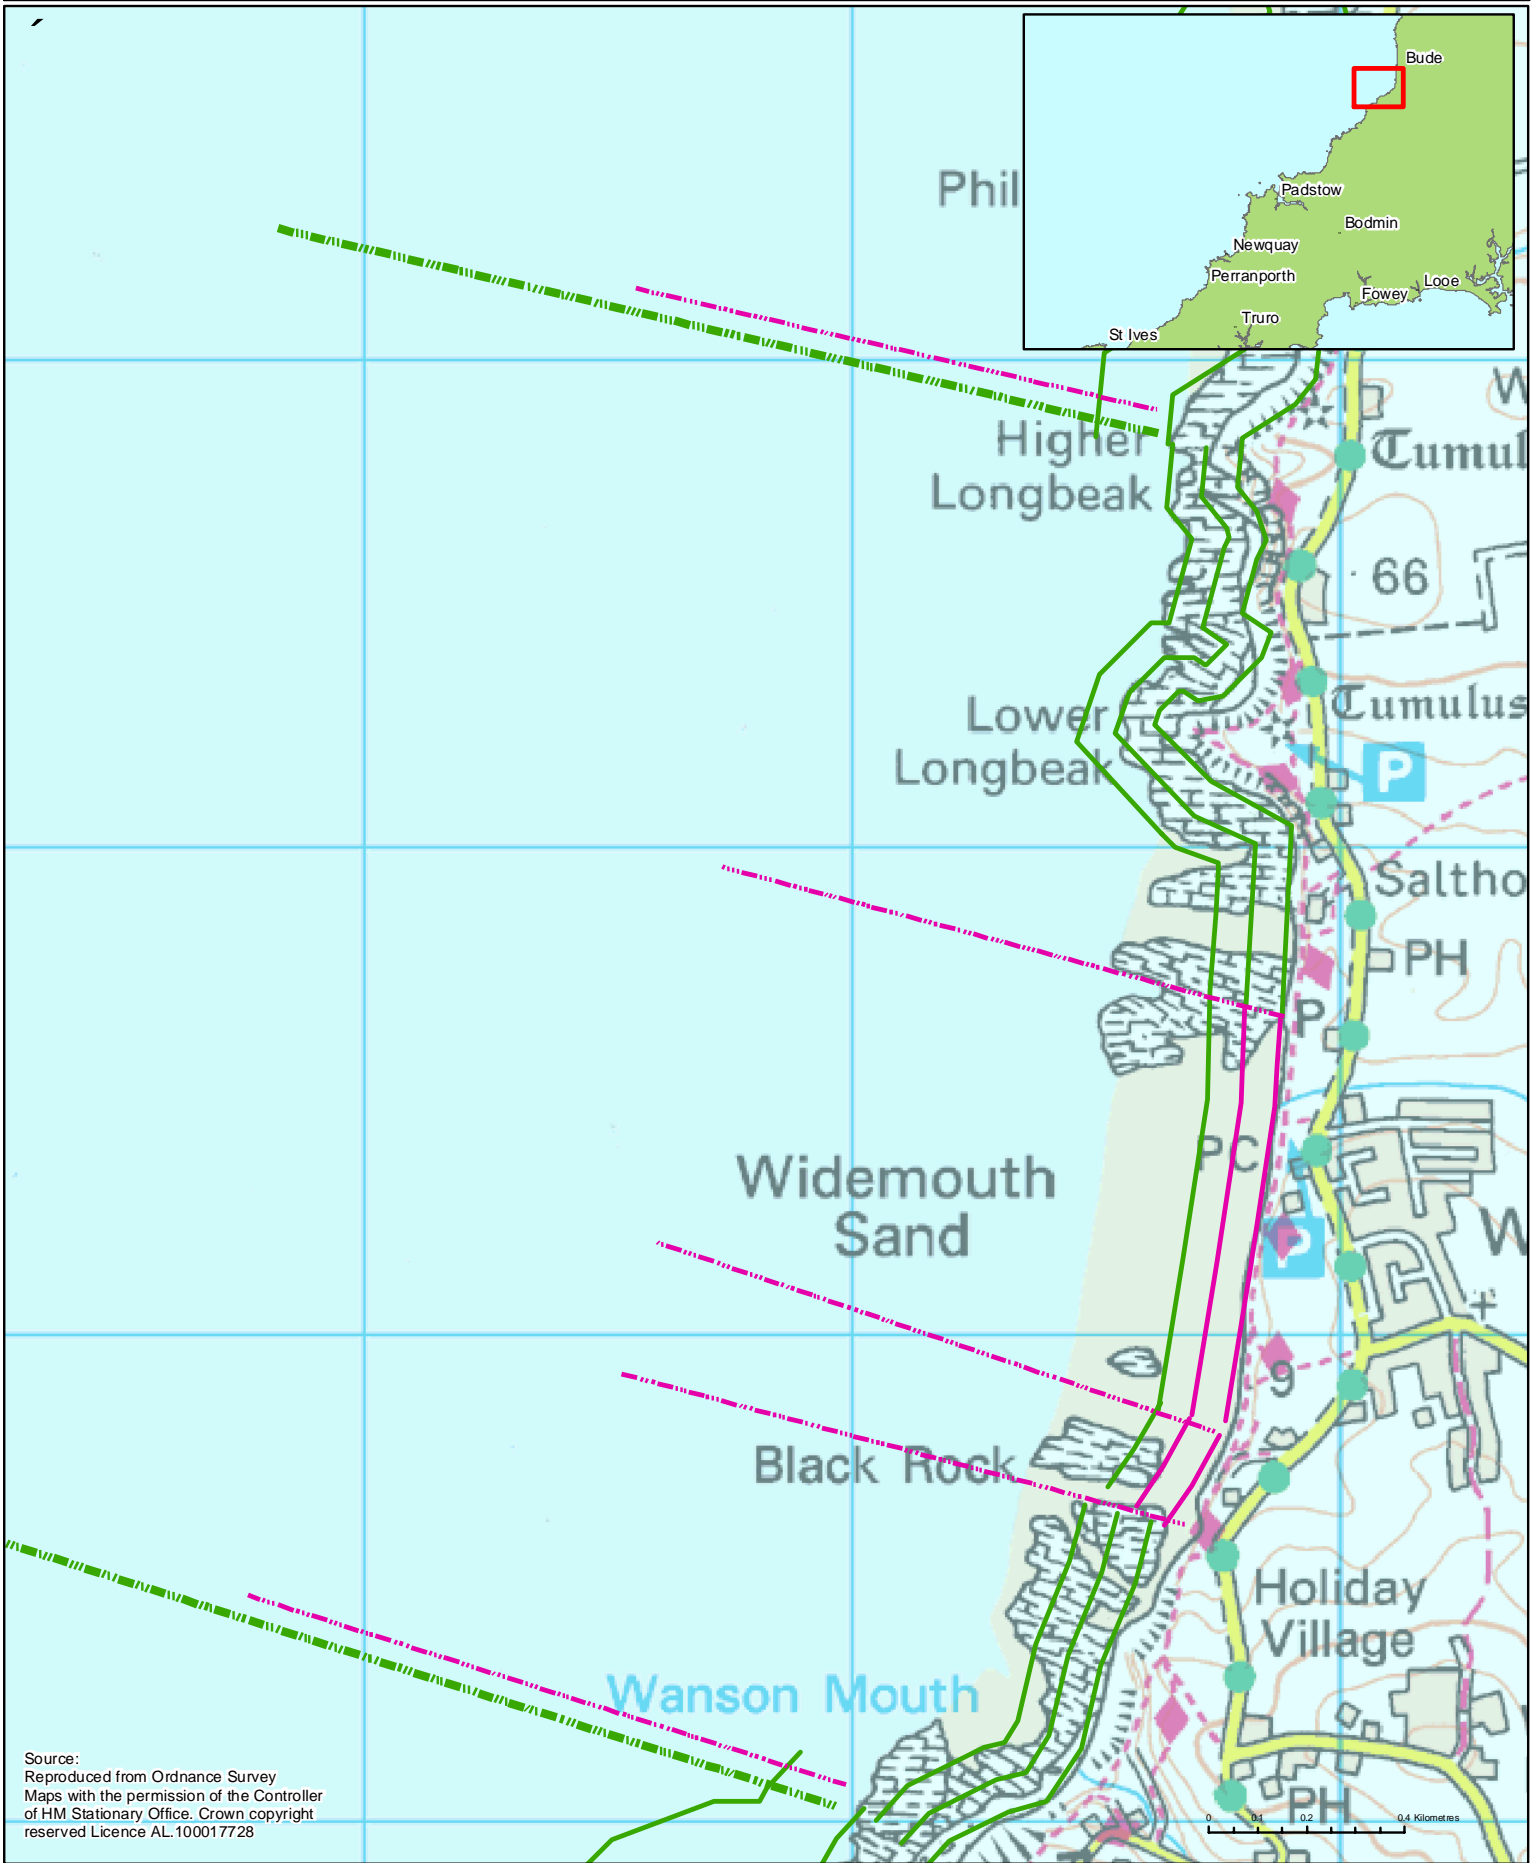 Bude
Padstow
Bodmin
Newquay
Perranporth
Looe
Fowey
Truro
St Ives
Phil
W
Higher
Longbeak
Tumul
66
Lower
Longbeak
Tumulus
P
Saltho
PH
P
PC
Widemouth
Sand
P
W
9
Black Rock
Holiday
Village
Wanson Mouth
PH
0 0.1 0.2 0.4 Kilometres
Source:
Reproduced from Ordnance Survey
Maps with the permission of the Controller
of HM Stationary Office. Crown copyright
reserved Licence AL.100017728